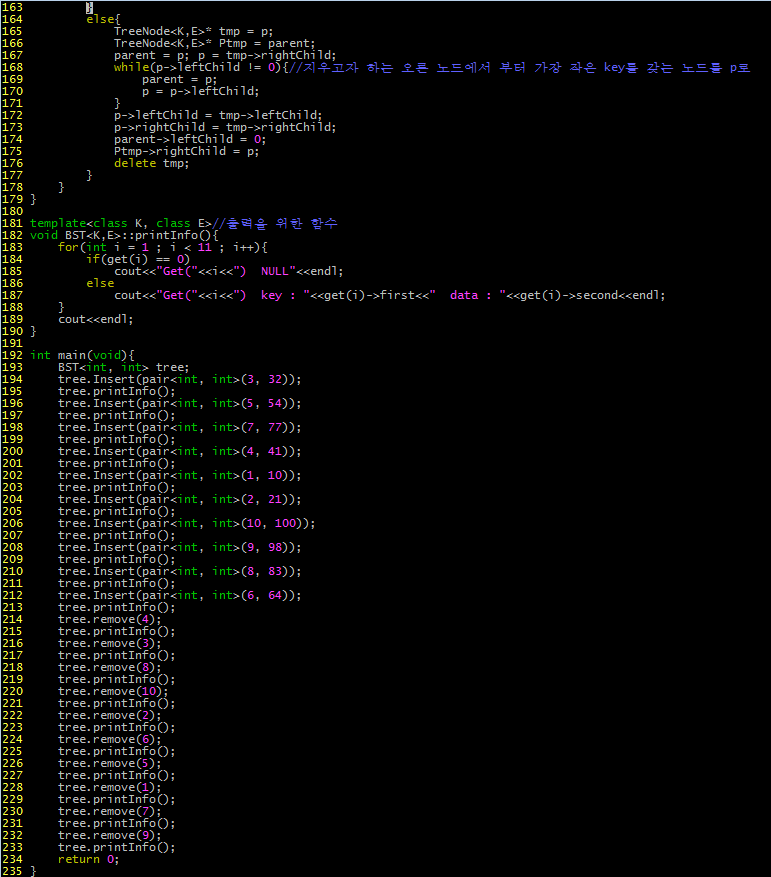 163         }
164         else{
165             TreeNode<K,E>* tmp = p;
166             TreeNode<K,E>* Ptmp = parent;
167             parent = p; p = tmp->rightChild;
168             while(p->leftChild != 0){//지우고자 하는 오른 노드에서 부터 가장 작은 key를 갖는 노드를 p로
169                 parent = p;
170                 p = p->leftChild;
171             }
172             p->leftChild = tmp->leftChild;
173             p->rightChild = tmp->rightChild;
174             parent->leftChild = 0;
175             Ptmp->rightChild = p;
176             delete tmp;
177         }
178     }
179 }
180
181 template<class K, class E>//출력을 위한 함수
182 void BST<K,E>::printInfo(){
183     for(int i = 1 ; i < 11 ; i++){
184         if(get(i) == 0)
185             cout<<"Get("<<i<<")  NULL"<<endl;
186         else
187             cout<<"Get("<<i<<")  key : "<<get(i)->first<<"  data : "<<get(i)->second<<endl;
188     }
189     cout<<endl;
190 }
191
192 int main(void){
193     BST<int, int> tree;
194     tree.Insert(pair<int, int>(3, 32));
195     tree.printInfo();
196     tree.Insert(pair<int, int>(5, 54));
197     tree.printInfo();
198     tree.Insert(pair<int, int>(7, 77));
199     tree.printInfo();
200     tree.Insert(pair<int, int>(4, 41));
201     tree.printInfo();
202     tree.Insert(pair<int, int>(1, 10));
203     tree.printInfo();
204     tree.Insert(pair<int, int>(2, 21));
205     tree.printInfo();
206     tree.Insert(pair<int, int>(10, 100));
207     tree.printInfo();
208     tree.Insert(pair<int, int>(9, 98));
209     tree.printInfo();
210     tree.Insert(pair<int, int>(8, 83));
211     tree.printInfo();
212     tree.Insert(pair<int, int>(6, 64));
213     tree.printInfo();
214     tree.remove(4);
215     tree.printInfo();
216     tree.remove(3);
217     tree.printInfo();
218     tree.remove(8);
219     tree.printInfo();
220     tree.remove(10);
221     tree.printInfo();
222     tree.remove(2);
223     tree.printInfo();
224     tree.remove(6);
225     tree.printInfo();
226     tree.remove(5);
227     tree.printInfo();
228     tree.remove(1);
229     tree.printInfo();
230     tree.remove(7);
231     tree.printInfo();
232     tree.remove(9);
233     tree.printInfo();
234     return 0;
235 }